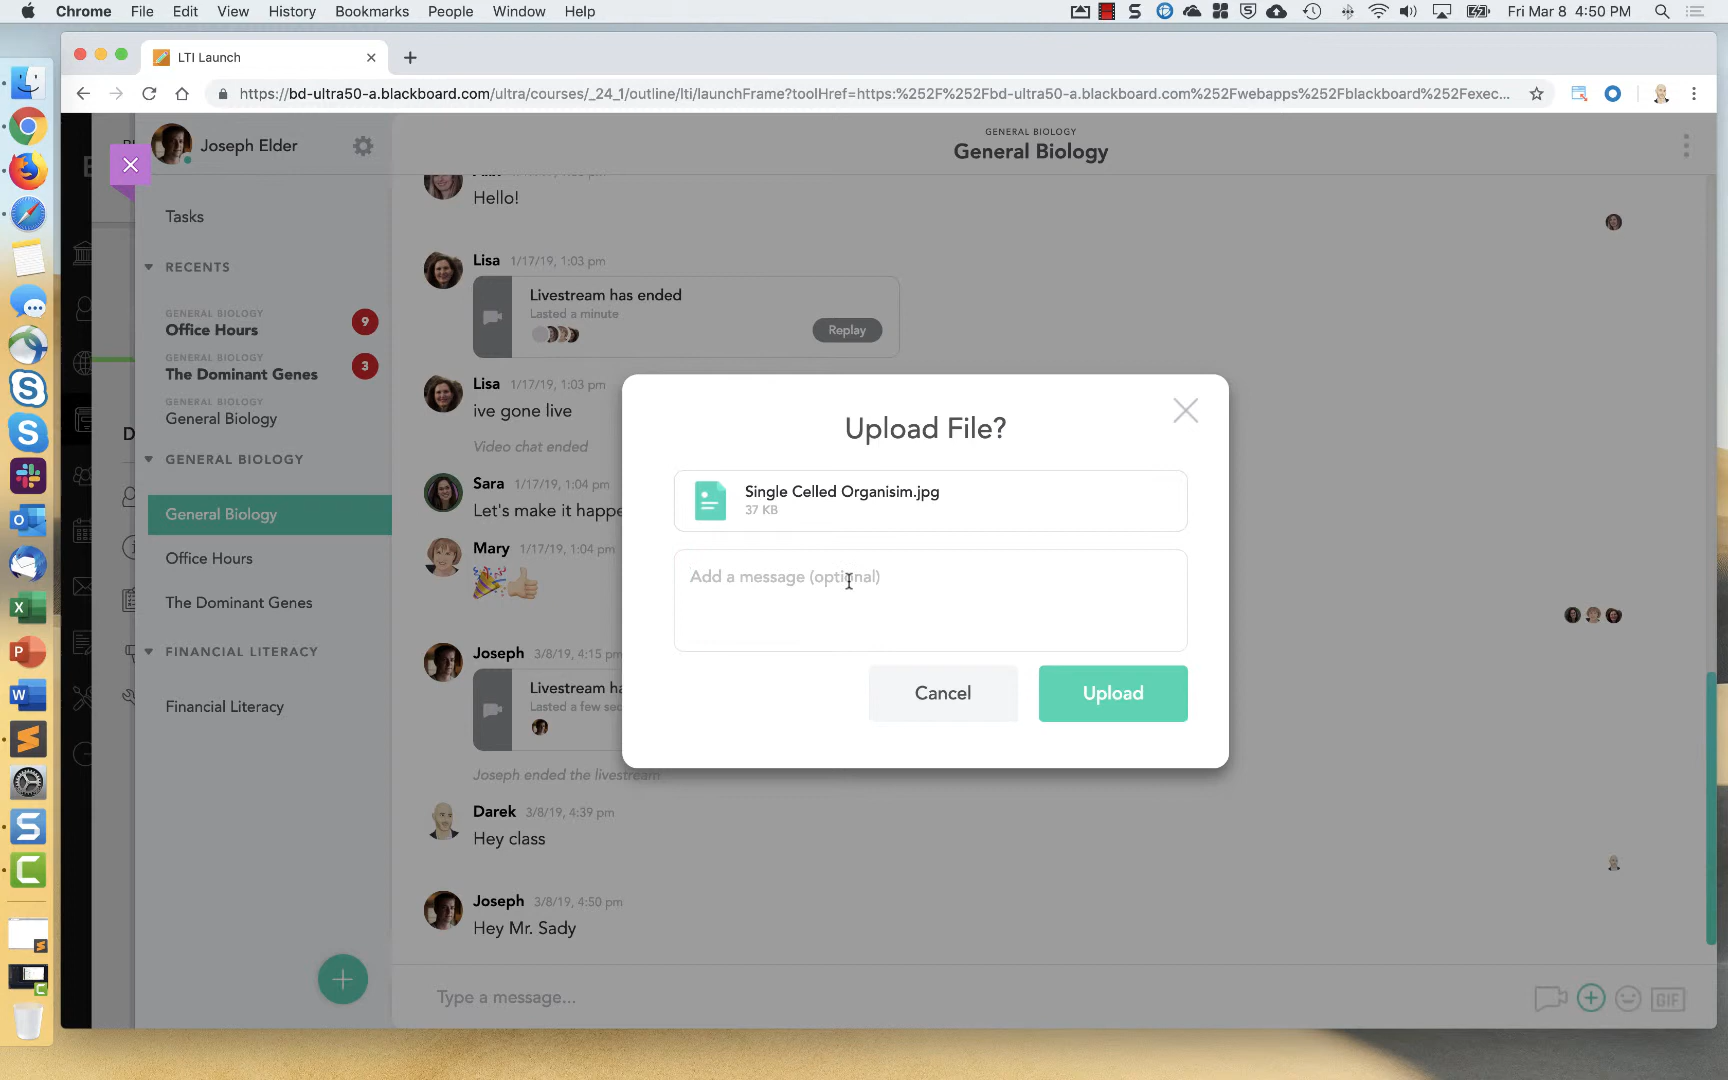 Chrome File Edit View History Bookmarks People Window Help
Fri Mar 8 4:50 PM
LTI Launch
https://bd-ultra50-a.blackboard.com/ultra/courses/_24_1/outline/lti/launchFrame?toolHref=https:%252F%252Fbd-ultra50-a.blackboard.com%252Fwebapps%252Fblackboard%252Fexec...
Joseph Elder
Tasks
RECENTS
GENERAL BIOLOGY
Office Hours
9
GENERAL BIOLOGY
The Dominant Genes
3
GENERAL BIOLOGY
General Biology
GENERAL BIOLOGY
General Biology
Office Hours
The Dominant Genes
FINANCIAL LITERACY
Financial Literacy
GENERAL BIOLOGY
General Biology
Hello!
Lisa 1/17/19, 1:03 pm
Livestream has ended
Lasted a minute
Replay
Lisa 1/17/19, 1:03 pm
ive gone live
Video chat ended
Sara 1/17/19, 1:04 pm
Let's make it happe
Mary 1/17/19, 1:04 pm
Joseph 3/8/19, 4:15 pm
Livestream ha
Lasted a few sec
Joseph ended the livestream
Darek 3/8/19, 4:39 pm
Hey class
Joseph 3/8/19, 4:50 pm
Hey Mr. Sady
Type a message...
GIF
Upload File?
Single Celled Organisim.jpg
37 KB
Add a message (optional)
Cancel
Upload